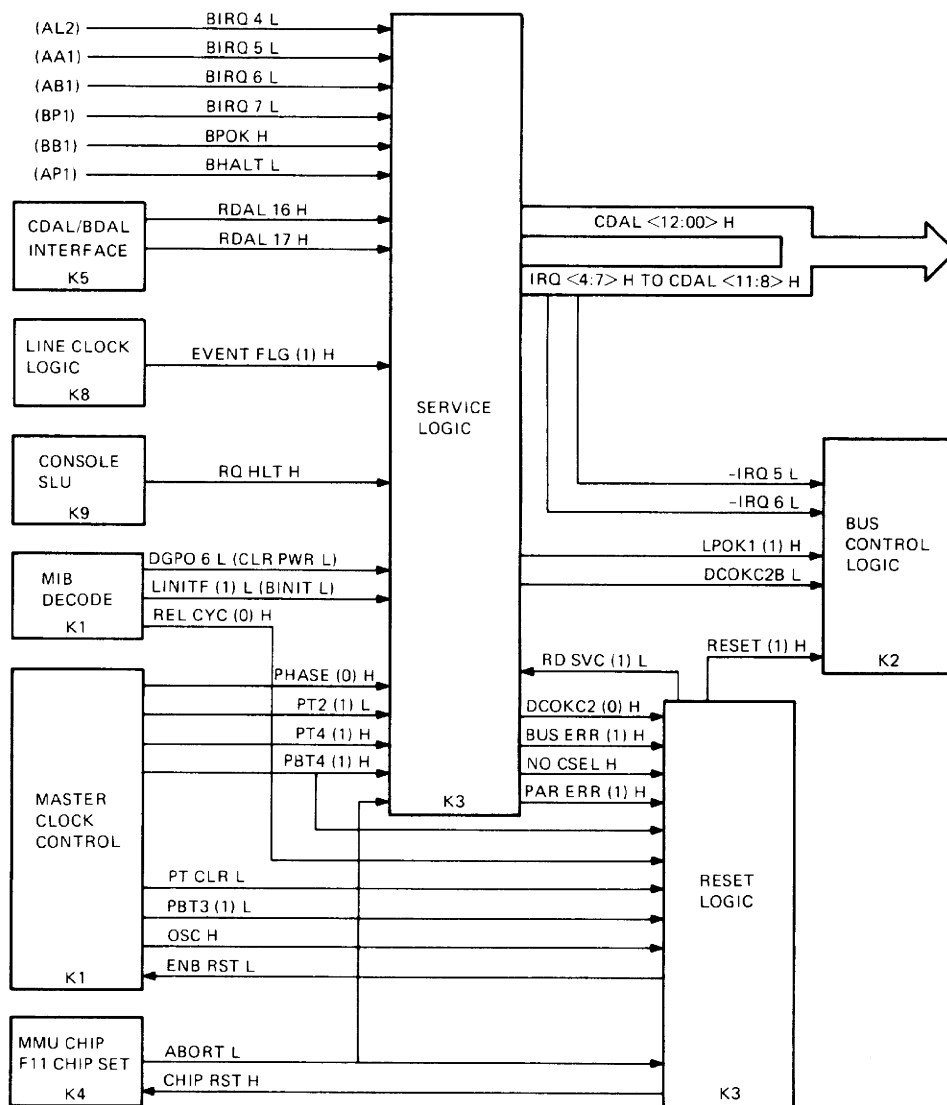 (AL2) BIRQ 4 L
(AA1) BIRQ 5 L
(AB1) BIRQ 6 L
(BP1) BIRQ 7 L
(BB1) BPOK H
(AP1) BHALT L
CDAL/BDAL
INTERFACE
K5
RDAL 16 H
RDAL 17 H
LINE CLOCK
LOGIC
K8
EVENT FLG (1) H
CONSOLE
SLU
K9
RQ HLT H
MIB
DECODE
K1
DGPO 6 L (CLR PWR L)
LINITF (1) L (BINIT L)
REL CYC (0) H
MASTER
CLOCK
CONTROL
K1
PHASE (0) H
PT2 (1) L
PT4 (1) H
PBT4 (1) H
PT CLR L
PBT3 (1) L
OSC H
ENB RST L
MMU CHIP
F11 CHIP SET
K4
ABORT L
CHIP RST H
SERVICE
LOGIC
K3
CDAL <12:00> H
IRQ <4:7> H TO CDAL <11:8> H
-IRQ 5 L
-IRQ 6 L
LPOK1 (1) H
DCOKC2B L
BUS
CONTROL
LOGIC
K2
RESET (1) H
RD SVC (1) L
DCOKC2 (0) H
BUS ERR (1) H
NO CSEL H
PAR ERR (1) H
RESET
LOGIC
K3